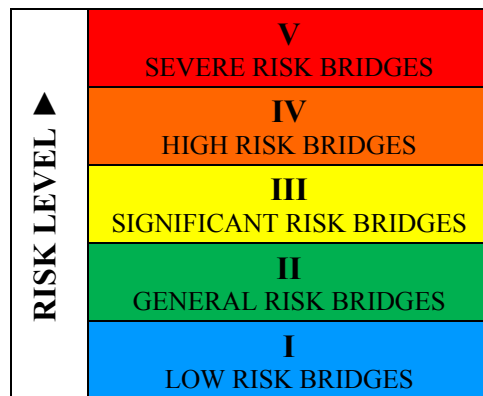 V
SEVERE RISK BRIDGES
IV
HIGH RISK BRIDGES
III
SIGNIFICANT RISK BRIDGES
II
GENERAL RISK BRIDGES
I
LOW RISK BRIDGES
RISK LEVEL ►